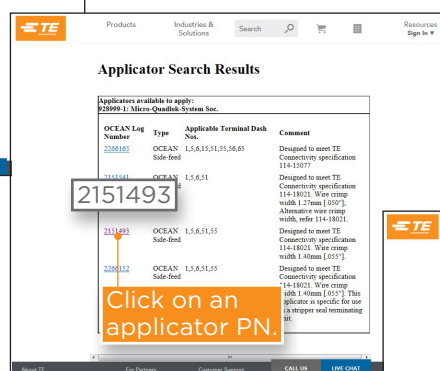 TE
connectivity
Products
Industries &
Solutions
Search
Resources
Sign In ▼
Applicator Search Results
Applicators available to apply:
928999-1: Micro-Quadlok-System Soc.
OCEAN Log
Number
Type
Applicable Terminal Dash
Nos.
Comment
2266165
OCEAN
Side-feed
1,5,6,15,51,55,56,65
Designed to meet TE
Connectivity specification
114-15077
2151541
1,5,6,51
Designed to meet TE
Connectivity specification
114-18021. Wire crimp
width 1.27mm [.050"];
Alternative wire crimp
width, refer 114-18021.
2151493
2151493
OCEAN
Side-feed
1,5,6,51,55
Designed to meet TE
Connectivity specification
114-18021. Wire crimp
width 1.40mm [.055"].
2266152
OCEAN
Side-feed
1,5,6,51,55
Designed to meet TE
Connectivity specification
114-18021. Wire crimp
width 1.40mm [.055"]. This
applicator is specific for use
a stripper seal terminating
Click on an
applicator PN.
About TE
For Partners
Customer Support
CALL US
LIVE CHAT
TE
connectivity